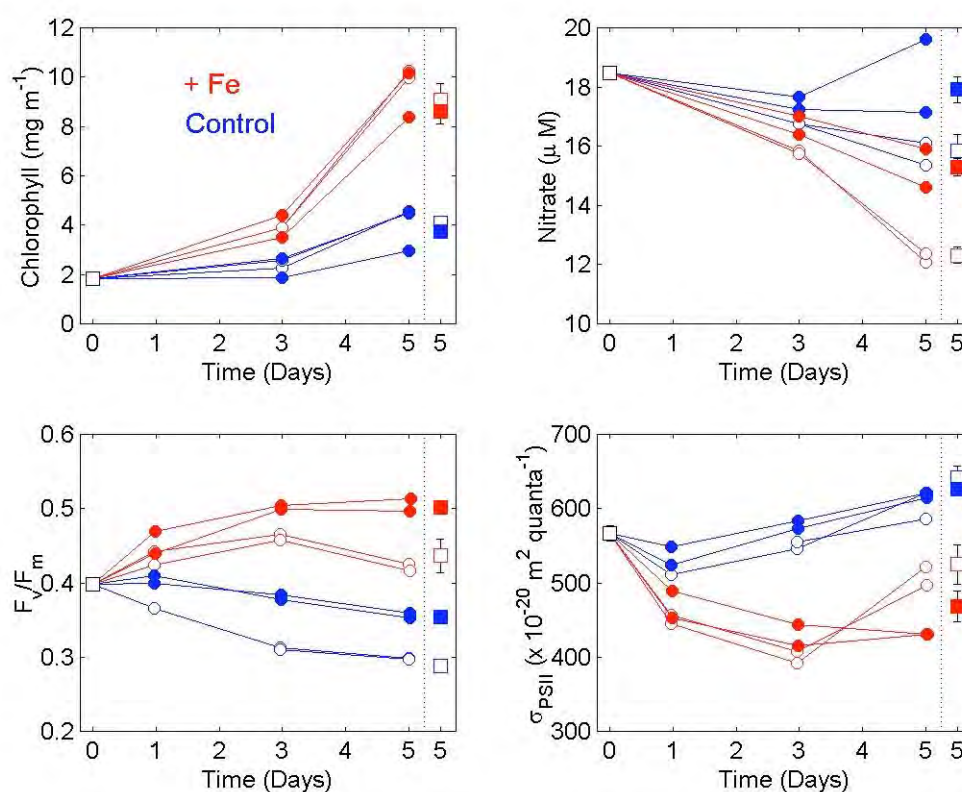 12
10
8
6
4
2
0
Chlorophyll (mg m⁻¹)
+ Fe
Control
0 1 2 3 4 5 5
Time (Days)
20
18
16
14
12
10
Nitrate (μ M)
0 1 2 3 4 5 5
Time (Days)
0.6
0.5
0.4
0.3
0.2
Fᵥ/Fₘ
0 1 2 3 5 5
Time (Days)
700
600
500
400
300
σPSII (x 10⁻²⁰ m² quanta⁻¹)
0 1 2 3 4 5 5
Time (Days)